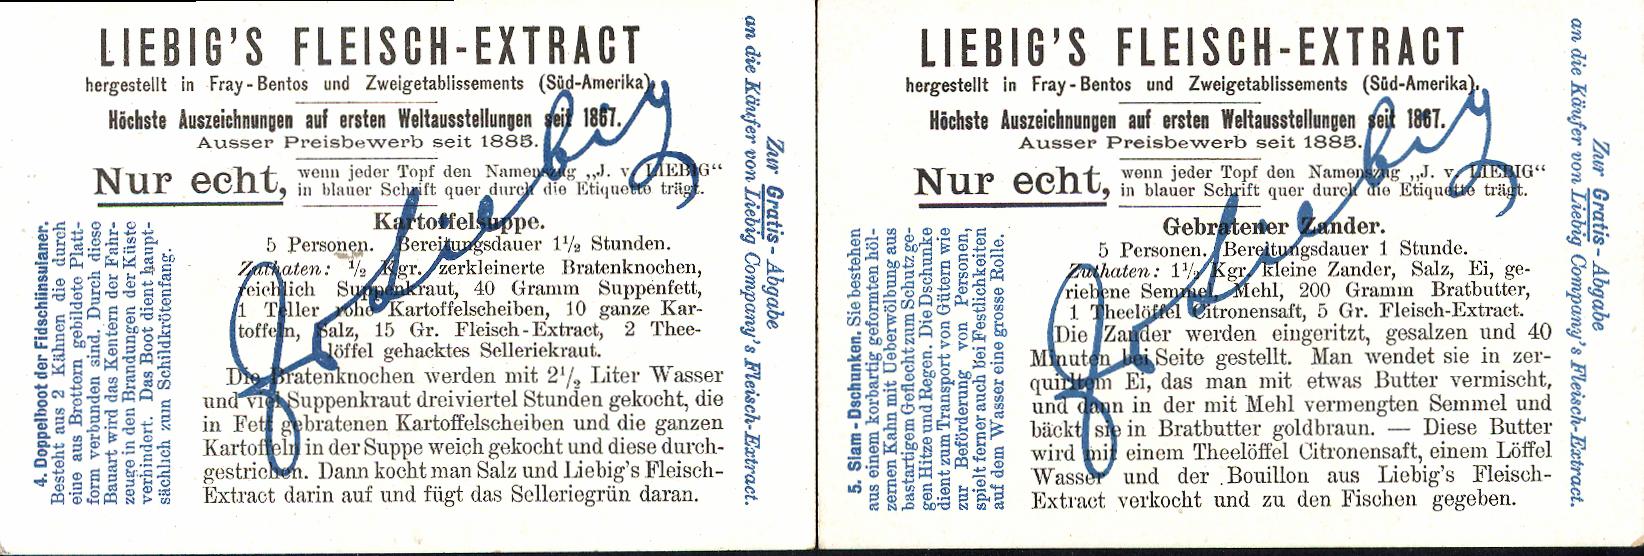 LIEBIG'S FLEISCH-EXTRACT
hergestellt in Fray-Bentos und Zweigetablissements (Süd-Amerika).
Höchste Auszeichnungen auf ersten Weltausstellungen seit 1867.
Ausser Preisbewerb seit 1885.
Nur echt,
wenn jeder Topf den Namenszug „J. v. LIEBIG“
in blauer Schrift quer durch die Etiquette trägt.
Kartoffelsuppe.
5 Personen. Bereitungsdauer 1½ Stunden.
Zuthaten: ½ Kgr. zerkleinerte Bratenknochen,
reichlich Suppenkraut, 40 Gramm Suppenfett,
1 Teller rohe Kartoffelscheiben, 10 ganze Kar-
toffeln, Salz, 15 Gr. Fleisch-Extract, 2 Thee-
löffel gehacktes Selleriekraut.
Die Bratenknochen werden mit 2½ Liter Wasser
und viel Suppenkraut dreiviertel Stunden gekocht, die
in Fett gebratenen Kartoffelscheiben und die ganzen
Kartoffeln in der Suppe weich gekocht und diese durch-
gestrichen. Dann kocht man Salz und Liebig's Fleisch-
Extract darin auf und fügt das Selleriegrün daran.
4. Doppelboot der Fidschiinsulaner.
Besteht aus 2 Kähnen die durch
eine aus Brettern gebildete Platt-
form verbunden sind. Durch diese
Bauart wird das Kentern der Fahr-
zeuge in den Brandungen der Küste
verhindert. Das Boot dient haupt-
sächlich zum Schildkrötenfang.
Zur Gratis-Abgabe
an die Käufer von Liebig Company's Fleisch-Extract.
J v Liebig
LIEBIG'S FLEISCH-EXTRACT
hergestellt in Fray-Bentos und Zweigetablissements (Süd-Amerika).
Höchste Auszeichnungen auf ersten Weltausstellungen seit 1867.
Ausser Preisbewerb seit 1885.
Nur echt,
wenn jeder Topf den Namenszug „J. v. LIEBIG“
in blauer Schrift quer durch die Etiquette trägt.
Gebratener Zander.
5 Personen. Bereitungsdauer 1 Stunde.
Zuthaten: 1½ Kgr. kleine Zander, Salz, Ei, ge-
riebene Semmel, Mehl, 200 Gramm Bratbutter,
1 Theelöffel Citronensaft, 5 Gr. Fleisch-Extract.
Die Zander werden eingeritzt, gesalzen und 40
Minuten bei Seite gestellt. Man wendet sie in zer-
quirltem Ei, das man mit etwas Butter vermischt,
und dann in der mit Mehl vermengten Semmel und
bäckt sie in Bratbutter goldbraun. — Diese Butter
wird mit einem Theelöffel Citronensaft, einem Löffel
Wasser und der Bouillon aus Liebig's Fleisch-
Extract verkocht und zu den Fischen gegeben.
5. Siam-Dschunken. Sie bestehen
aus einem korbartig geformten höl-
zernen Kahn mit Ueberwölbung aus
bastartigem Geflecht zum Schutz ge-
gen Hitze und Regen. Die Dschunke
dient zum Transport von Gütern wie
zur Beförderung von Personen,
spielt ferner auch bei Festlichkeiten
auf dem Wasser eine grosse Rolle.
Zur Gratis-Abgabe
an die Käufer von Liebig Company's Fleisch-Extract.
J v Liebig